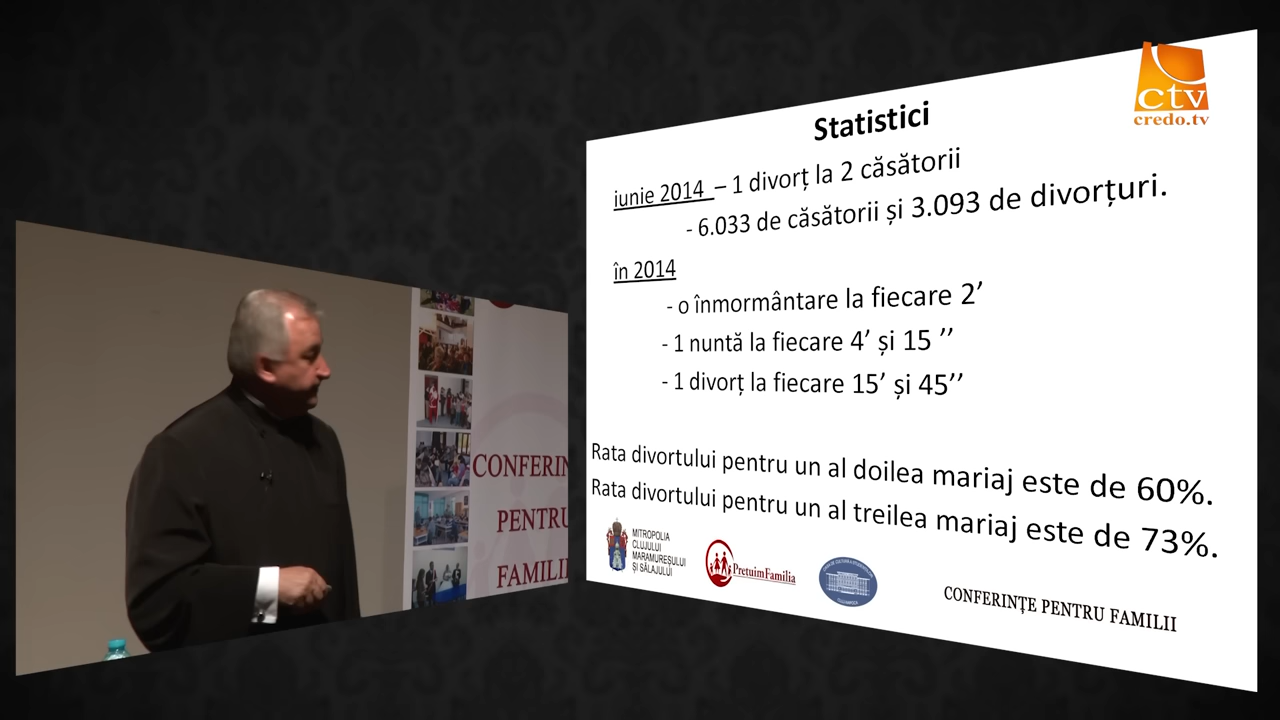 ctv
credo.tv
Statistici
iunie 2014 – 1 divorț la 2 căsătorii
- 6.033 de căsătorii și 3.093 de divorțuri.
în 2014
- o înmormântare la fiecare 2’
- 1 nuntă la fiecare 4’ și 15 ’’
- 1 divorț la fiecare 15’ și 45’’
Rata divortului pentru un al doilea mariaj este de 60%.
Rata divortului pentru un al treilea mariaj este de 73%.
MITROPOLIA
CLUJULUI
MARAMUREȘULUI
ȘI SĂLAJULUI
PretuimFamilia
CONFERINȚE PENTRU FAMILII
CONFERIN
PENTRU
FAMILI